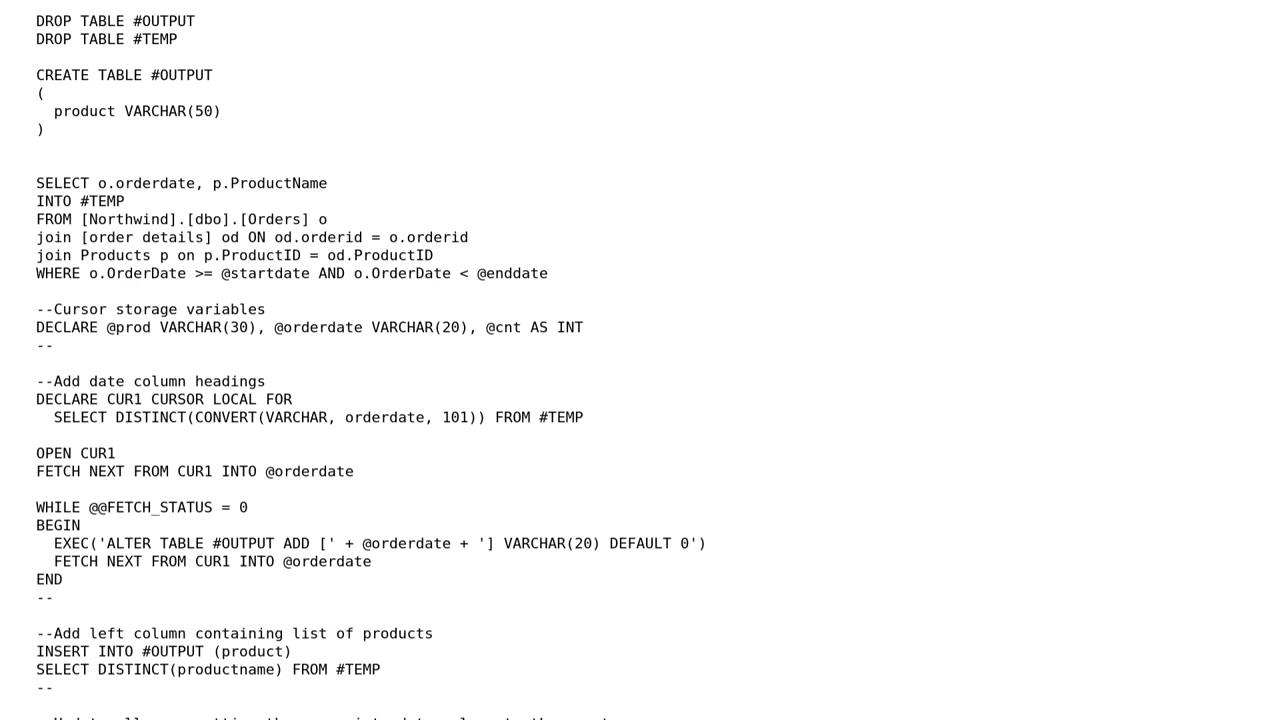 DROP TABLE #OUTPUT
DROP TABLE #TEMP
CREATE TABLE #OUTPUT
(
product VARCHAR(50)
)
SELECT o.orderdate, p.ProductName
INTO #TEMP
FROM [Northwind].[dbo].[Orders] o
join [order details] od ON od.orderid = o.orderid
join Products p on p.ProductID = od.ProductID
WHERE o.OrderDate >= @startdate AND o.OrderDate < @enddate
--Cursor storage variables
DECLARE @prod VARCHAR(30), @orderdate VARCHAR(20), @cnt AS INT
--
--Add date column headings
DECLARE CUR1 CURSOR LOCAL FOR
SELECT DISTINCT(CONVERT(VARCHAR, orderdate, 101)) FROM #TEMP
OPEN CUR1
FETCH NEXT FROM CUR1 INTO @orderdate
WHILE @@FETCH_STATUS = 0
BEGIN
EXEC('ALTER TABLE #OUTPUT ADD [' + @orderdate + '] VARCHAR(20) DEFAULT 0')
FETCH NEXT FROM CUR1 INTO @orderdate
END
--
--Add left column containing list of products
INSERT INTO #OUTPUT (product)
SELECT DISTINCT(productname) FROM #TEMP
--